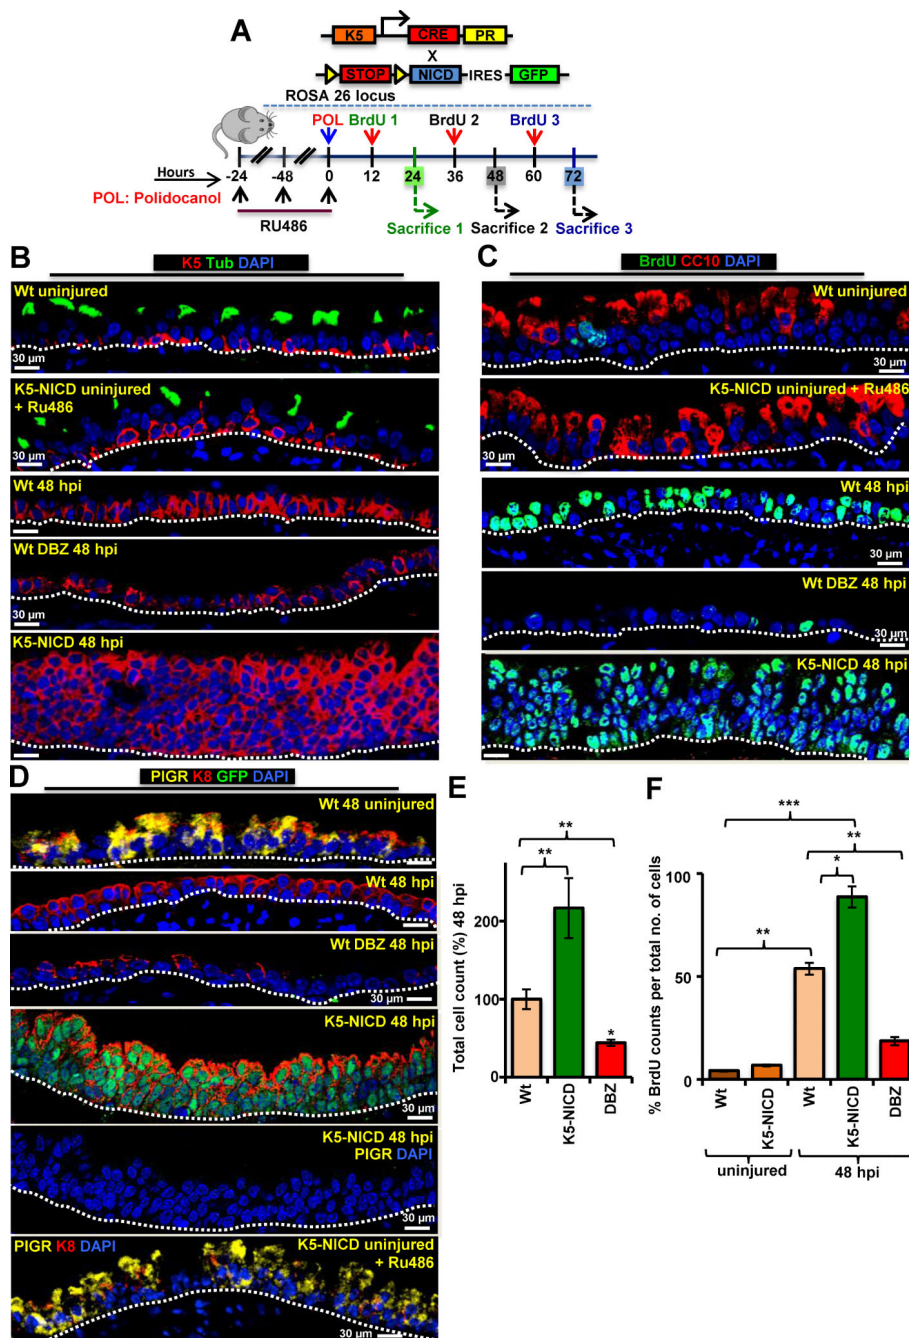 A
K5 CRE PR
X
STOP NICD IRES GFP
ROSA 26 locus
POL BrdU 1 BrdU 2 BrdU 3
Hours -24 -48 0 12 24 36 48 60 72
POL: Polidocanol
RU486
Sacrifice 1 Sacrifice 2 Sacrifice 3
B
K5 Tub DAPI
Wt uninjured
30 µm
K5-NICD uninjured
+ Ru486
30 µm
Wt 48 hpi
Wt DBZ 48 hpi
30 µm
K5-NICD 48 hpi
C
BrdU CC10 DAPI
Wt uninjured
30 µm
K5-NICD uninjured + Ru486
30 µm
Wt 48 hpi
30 µm
Wt DBZ 48 hpi
30 µm
K5-NICD 48 hpi
D
PIGR K8 GFP DAPI
Wt 48 uninjured
Wt 48 hpi
Wt DBZ 48 hpi
30 µm
K5-NICD 48 hpi
30 µm
K5-NICD 48 hpi
PIGR DAPI
30 µm
PIGR K8 DAPI
K5-NICD uninjured
+ Ru486
30 µm
E
Total cell count (%) 48 hpi
**
**
200
100
0
*
Wt
K5-NICD
DBZ
F
% BrdU counts per total no. of cells
***
**
*
**
100
50
0
Wt
K5-NICD
Wt
K5-NICD
DBZ
uninjured
48 hpi